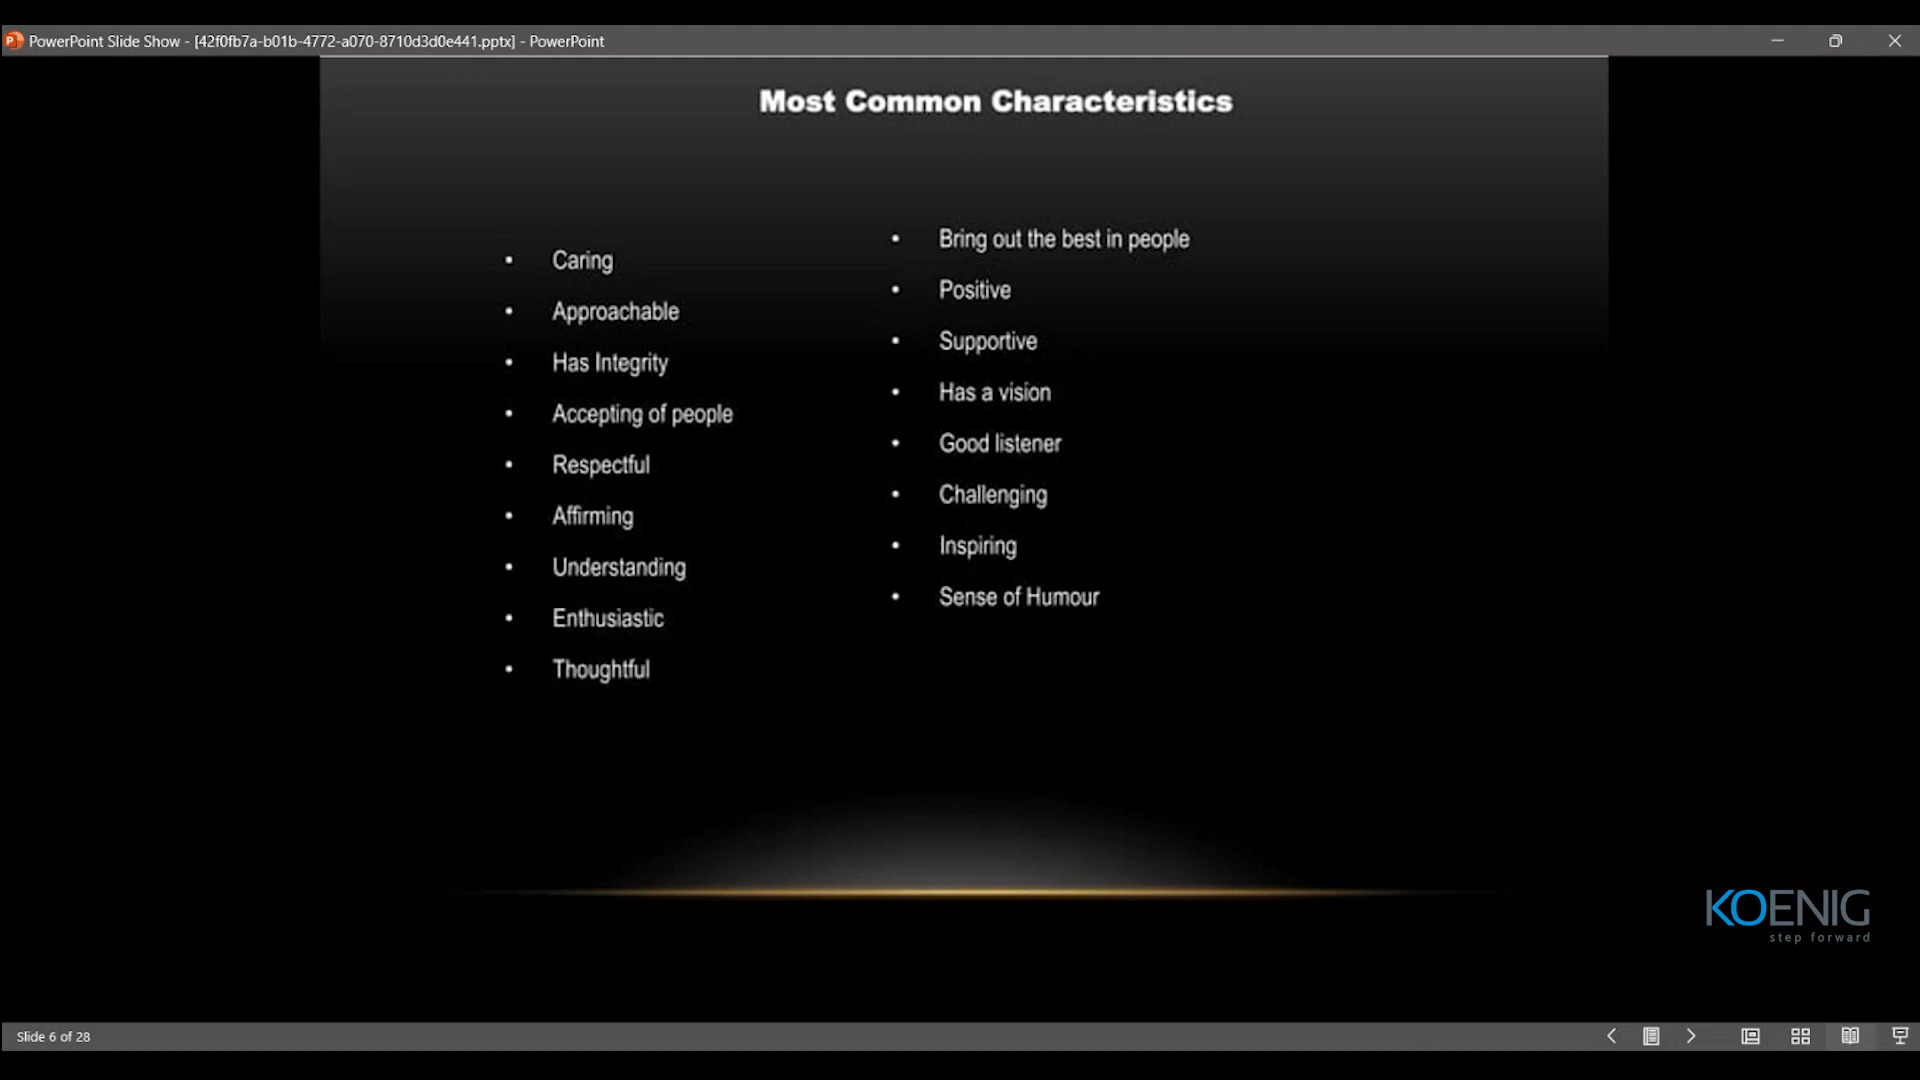 PowerPoint Slide Show - [42f0fb7a-b01b-4772-a070-8710d3d0e441.pptx] - PowerPoint
Most Common Characteristics
• Caring
• Approachable
• Has Integrity
• Accepting of people
• Respectful
• Affirming
• Understanding
• Enthusiastic
• Thoughtful
• Bring out the best in people
• Positive
• Supportive
• Has a vision
• Good listener
• Challenging
• Inspiring
• Sense of Humour
KOENIG
step forward
Slide 6 of 28